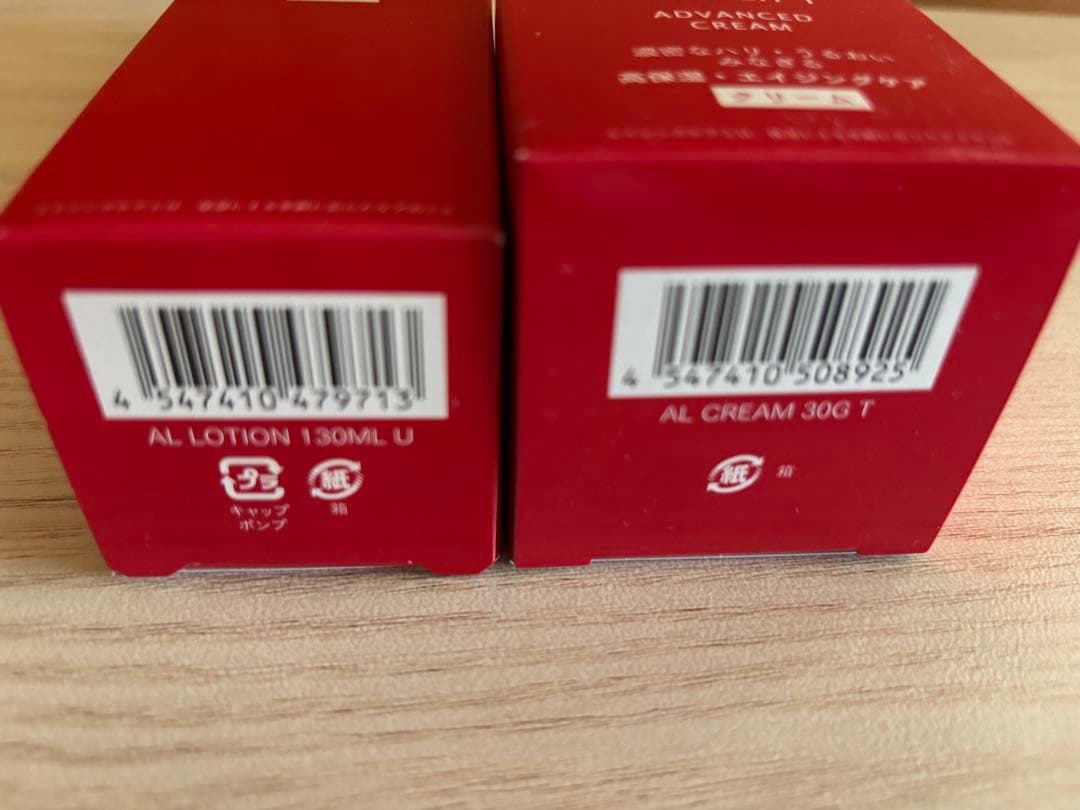 4 547410 479713
AL LOTION 130ML U
プラ
紙
キャップ
箱
ポンプ
ADVANCED
CREAM
濃密なハリ・うるおい
みなぎる
高保湿・エイジングケア
クリーム
4 547410 508925
AL CREAM 30G T
紙
箱